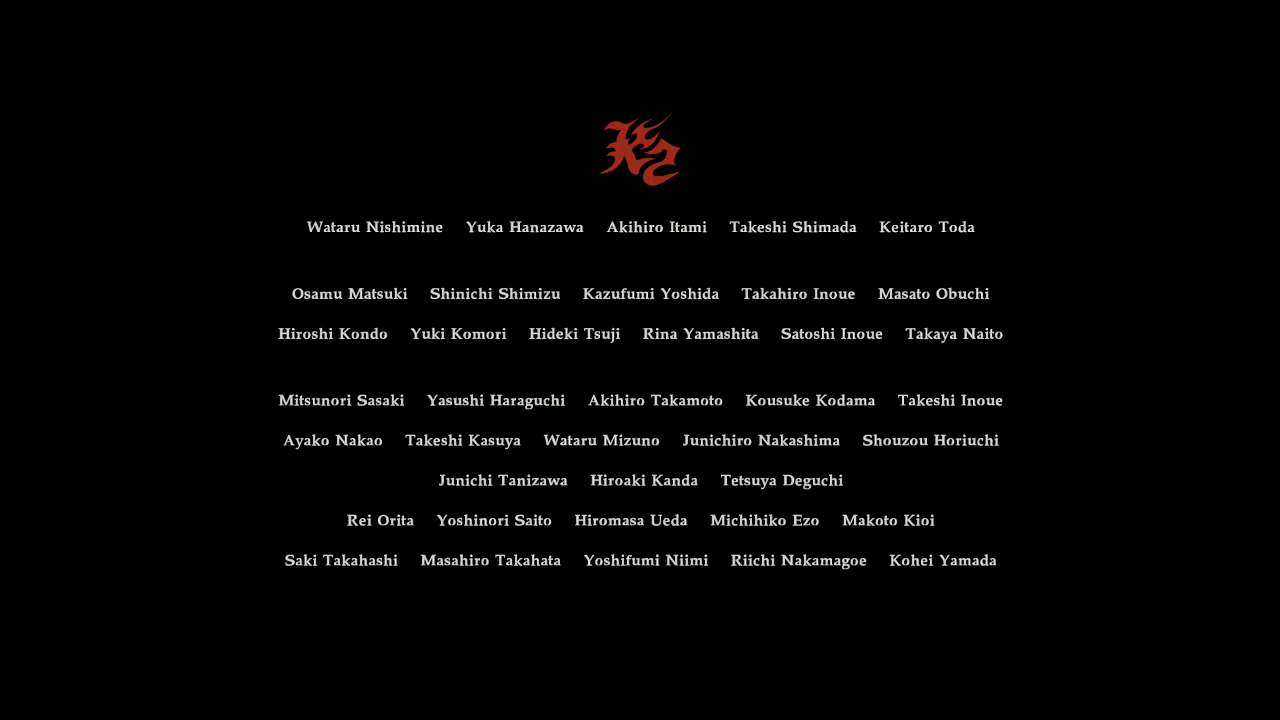 K2
Wataru Nishimine Yuka Hanazawa Akihiro Itami Takeshi Shimada Keitaro Toda
Osamu Matsuki Shinichi Shimizu Kazufumi Yoshida Takahiro Inoue Masato Obuchi
Hiroshi Kondo Yuki Komori Hideki Tsuji Rina Yamashita Satoshi Inoue Takaya Naito
Mitsunori Sasaki Yasushi Haraguchi Akihiro Takamoto Kousuke Kodama Takeshi Inoue
Ayako Nakao Takeshi Kasuya Wataru Mizuno Junichiro Nakashima Shouzou Horiuchi
Junichi Tanizawa Hiroaki Kanda Tetsuya Deguchi
Rei Orita Yoshinori Saito Hiromasa Ueda Michihiko Ezo Makoto Kioi
Saki Takahashi Masahiro Takahata Yoshifumi Niimi Riichi Nakamagoe Kohei Yamada